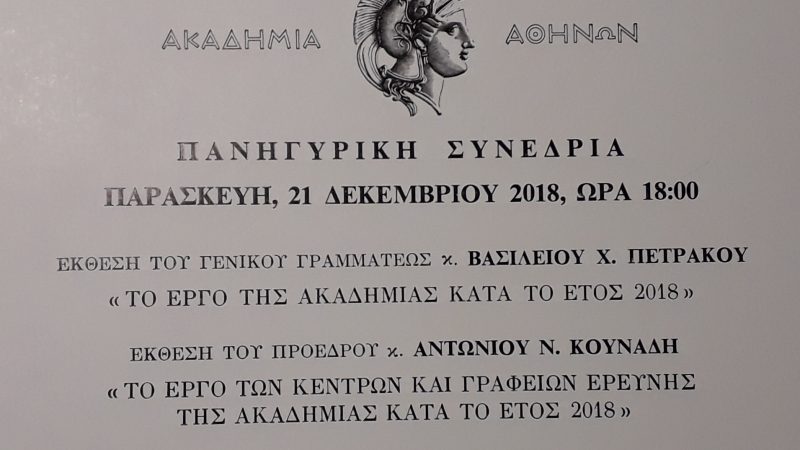 ΑΚΑΔΗΜΙΑ ΑΘΗΝΩΝ
ΠΑΝΗΓΥΡΙΚΗ ΣΥΝΕΔΡΙΑ
ΠΑΡΑΣΚΕΥΗ, 21 ΔΕΚΕΜΒΡΙΟΥ 2018, ΩΡΑ 18:00
ΕΚΘΕΣΗ ΤΟΥ ΓΕΝΙΚΟΥ ΓΡΑΜΜΑΤΕΩΣ κ. ΒΑΣΙΛΕΙΟΥ Χ. ΠΕΤΡΑΚΟΥ
« ΤΟ ΕΡΓΟ ΤΗΣ ΑΚΑΔΗΜΙΑΣ ΚΑΤΑ ΤΟ ΕΤΟΣ 2018 »
ΕΚΘΕΣΗ ΤΟΥ ΠΡΟΕΔΡΟΥ κ. ΑΝΤΩΝΙΟΥ Ν. ΚΟΥΝΑΔΗ
« ΤΟ ΕΡΓΟ ΤΩΝ ΚΕΝΤΡΩΝ ΚΑΙ ΓΡΑΦΕΙΩΝ ΕΡΕΥΝΗΣ
ΤΗΣ ΑΚΑΔΗΜΙΑΣ ΚΑΤΑ ΤΟ ΕΤΟΣ 2018 »